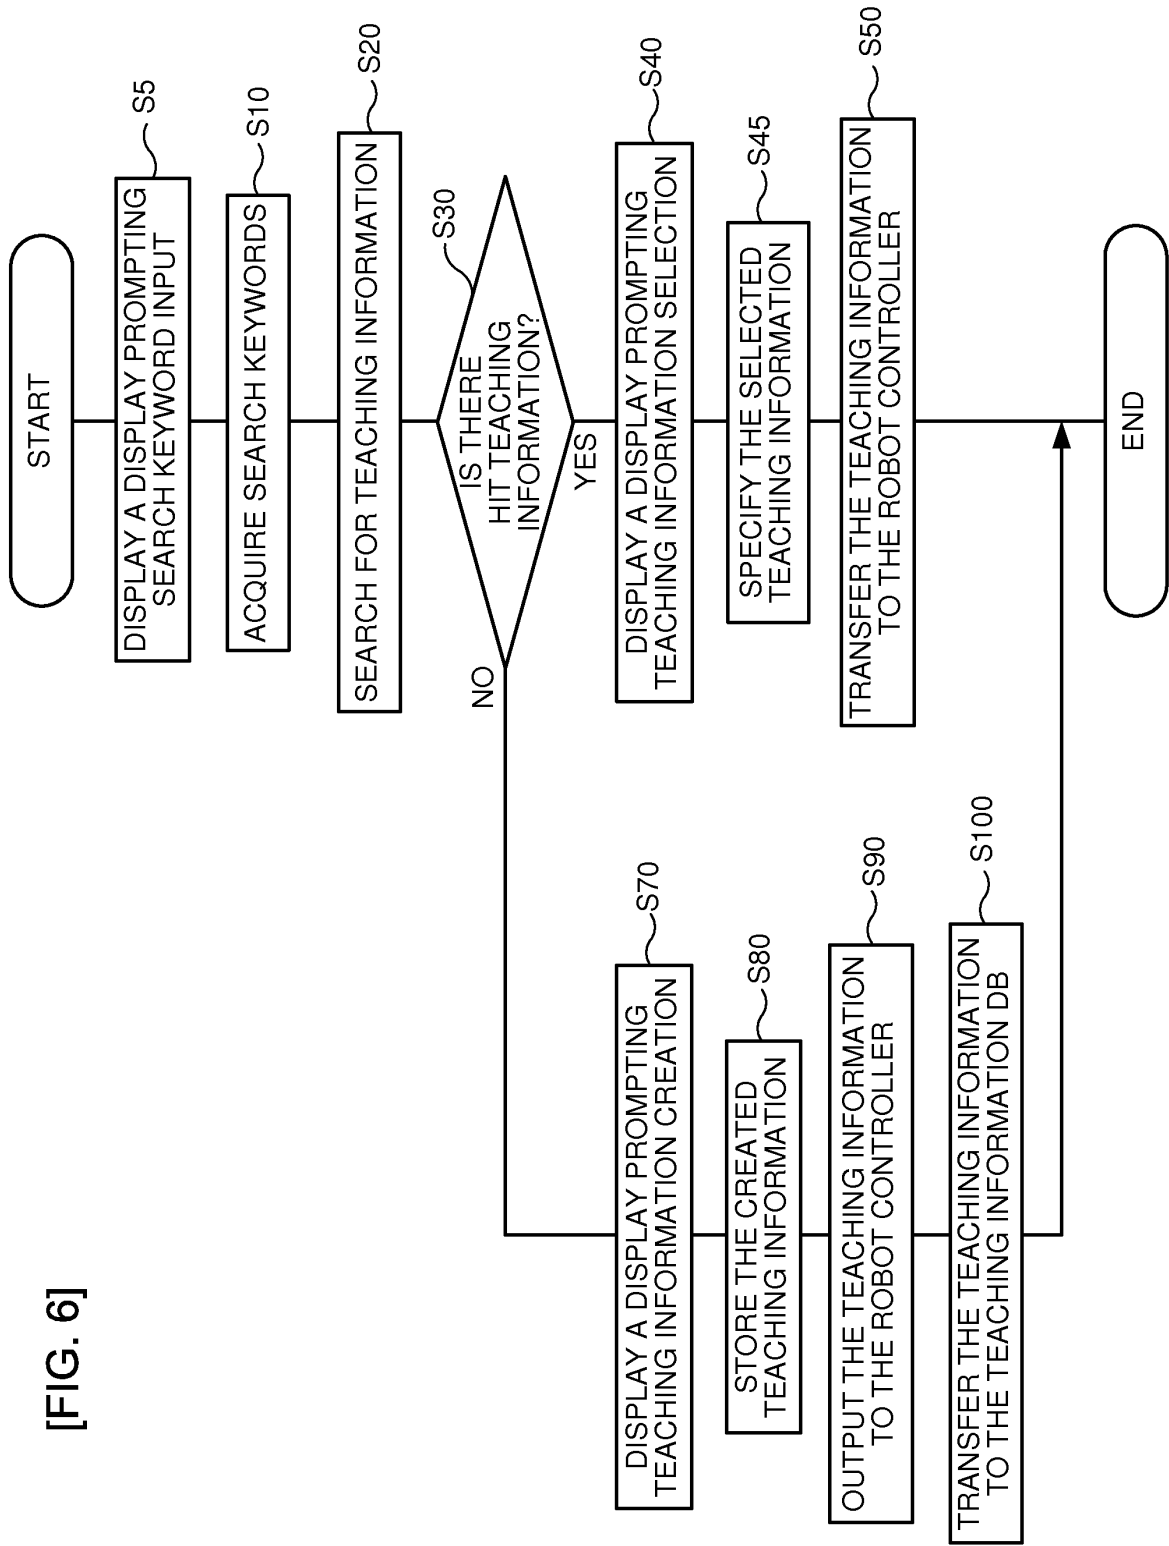 [FIG. 6]
START
S5
DISPLAY A DISPLAY PROMPTING
SEARCH KEYWORD INPUT
S10
ACQUIRE SEARCH KEYWORDS
S20
SEARCH FOR TEACHING INFORMATION
S30
IS THERE
HIT TEACHING
INFORMATION?
NO
YES
S40
DISPLAY A DISPLAY PROMPTING
TEACHING INFORMATION SELECTION
S45
SPECIFY THE SELECTED
TEACHING INFORMATION
S50
TRANSFER THE TEACHING INFORMATION
TO THE ROBOT CONTROLLER
S70
DISPLAY A DISPLAY PROMPTING
TEACHING INFORMATION CREATION
S80
STORE THE CREATED
TEACHING INFORMATION
S90
OUTPUT THE TEACHING INFORMATION
TO THE ROBOT CONTROLLER
S100
TRANSFER THE TEACHING INFORMATION
TO THE TEACHING INFORMATION DB
END